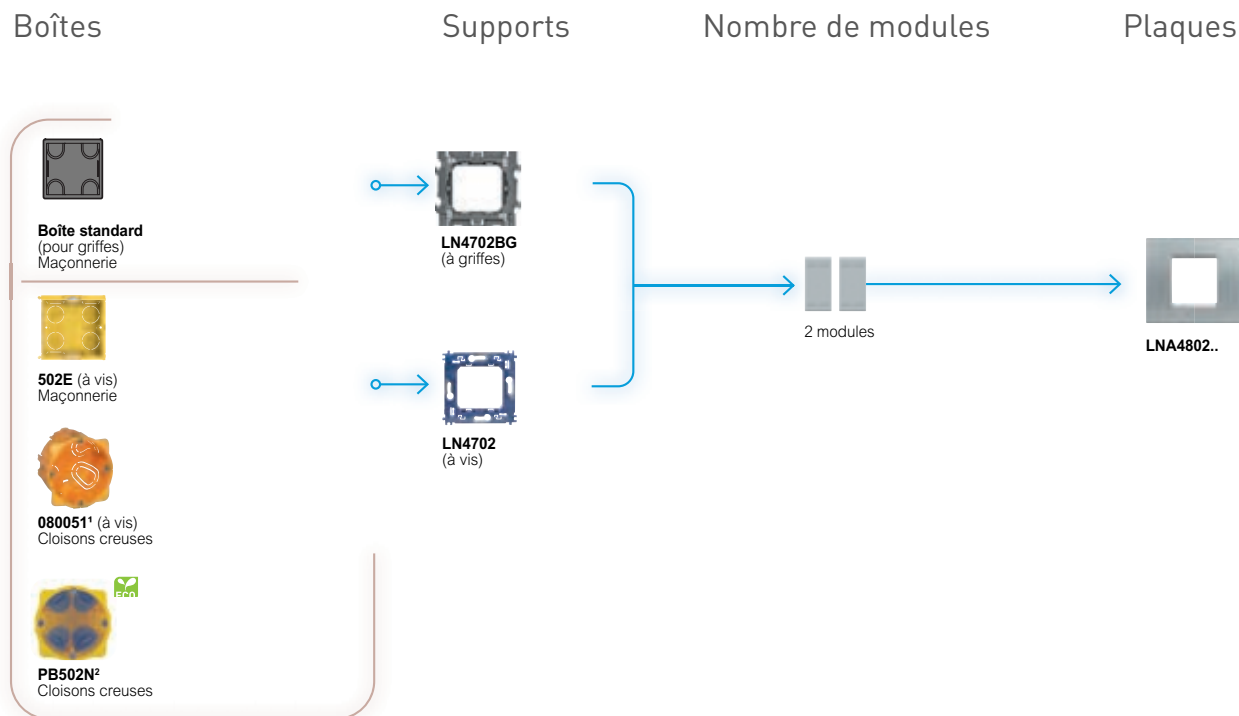 Boîtes
Supports
Nombre de modules
Plaques
Boîte standard
(pour griffes)
Maçonnerie
502E (à vis)
Maçonnerie
080051¹ (à vis)
Cloisons creuses
ECO
PB502N²
Cloisons creuses
LN4702BG
(à griffes)
LN4702
(à vis)
2 modules
LNA4802..